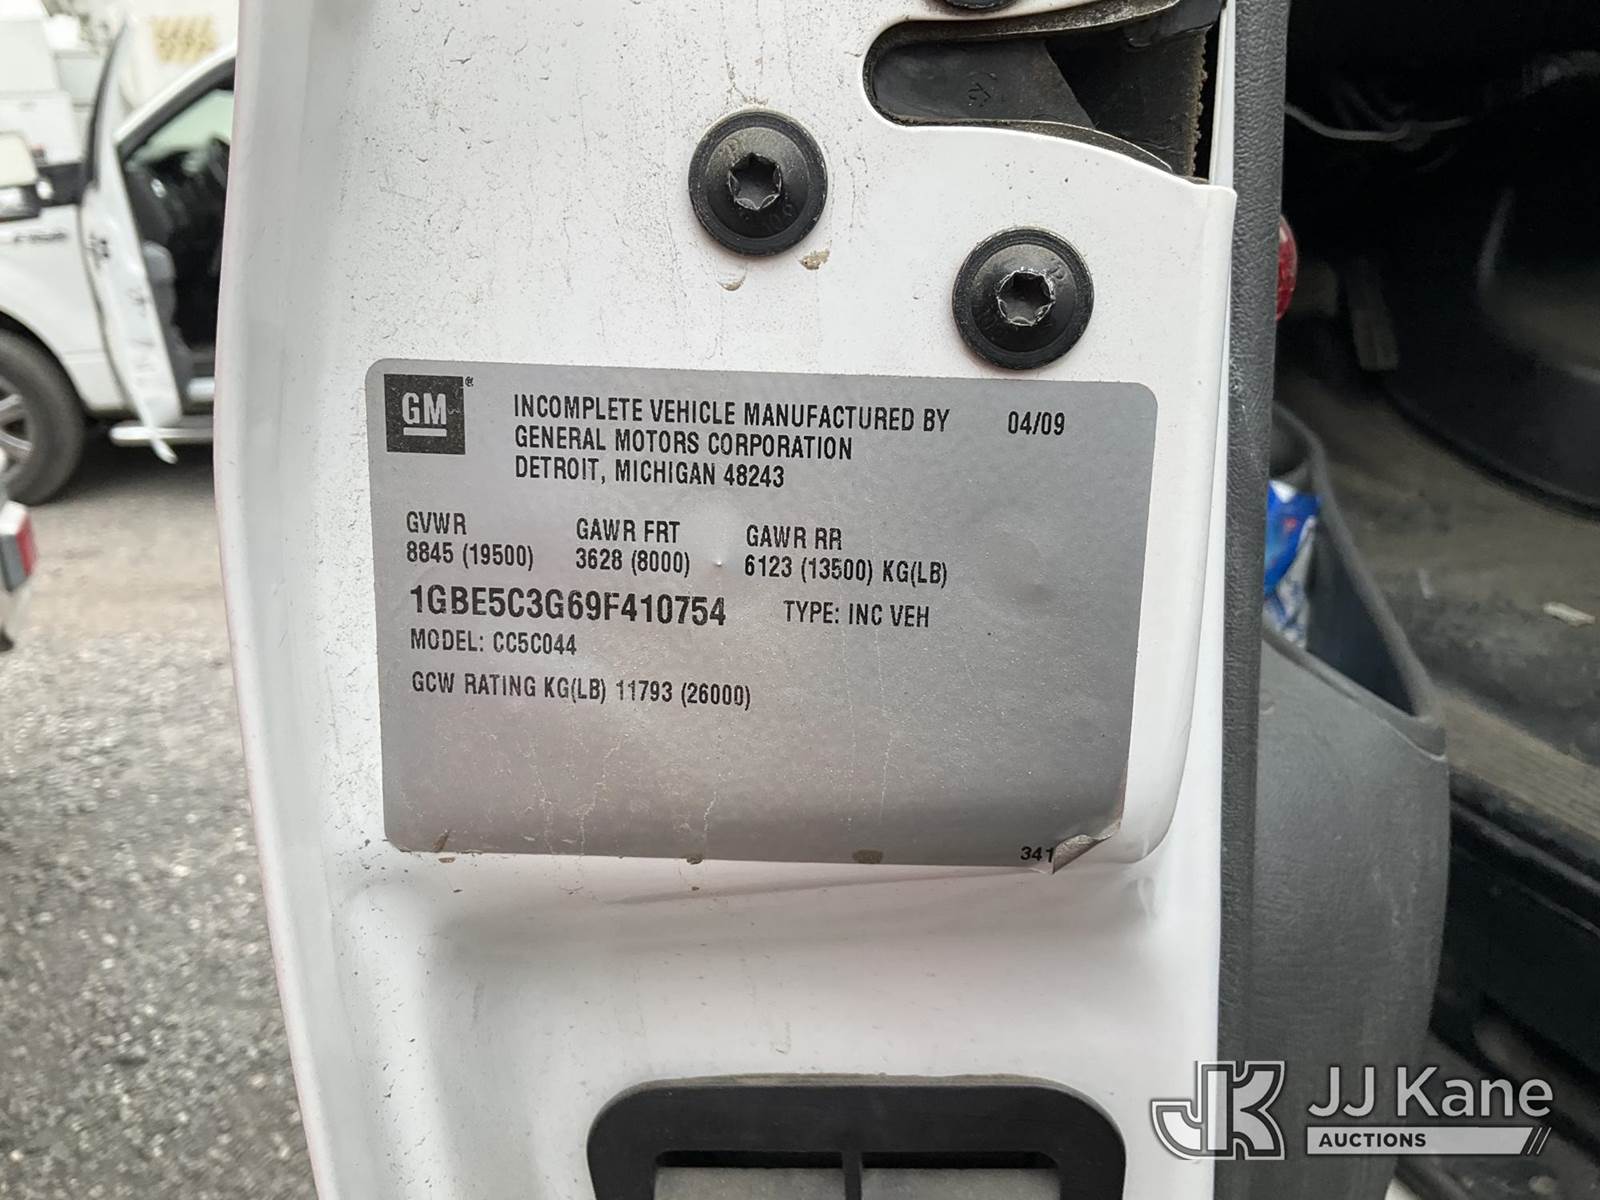 GM
INCOMPLETE VEHICLE MANUFACTURED BY 04/09
GENERAL MOTORS CORPORATION
DETROIT, MICHIGAN 48243
GVWR GAWR FRT GAWR RR
8845 (19500) 3628 (8000) 6123 (13500) KG(LB)
1GBE5C3G69F410754 TYPE: INC VEH
MODEL: CC5C044
GCW RATING KG(LB) 11793 (26000)
341
JK JJ Kane
AUCTIONS